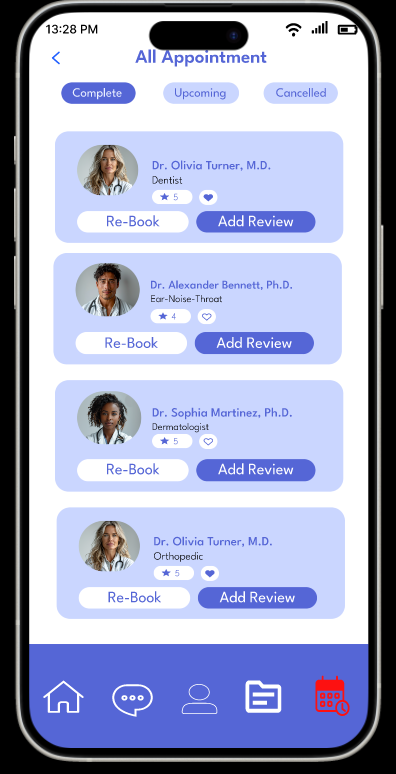 13:28 PM
All Appointment
Complete Upcoming Cancelled
Dr. Olivia Turner, M.D.
Dentist
5
Re-Book Add Review
Dr. Alexander Bennett, Ph.D.
Ear-Noise-Throat
4
Re-Book Add Review
Dr. Sophia Martinez, Ph.D.
Dermatologist
5
Re-Book Add Review
Dr. Olivia Turner, M.D.
Orthopedic
5
Re-Book Add Review